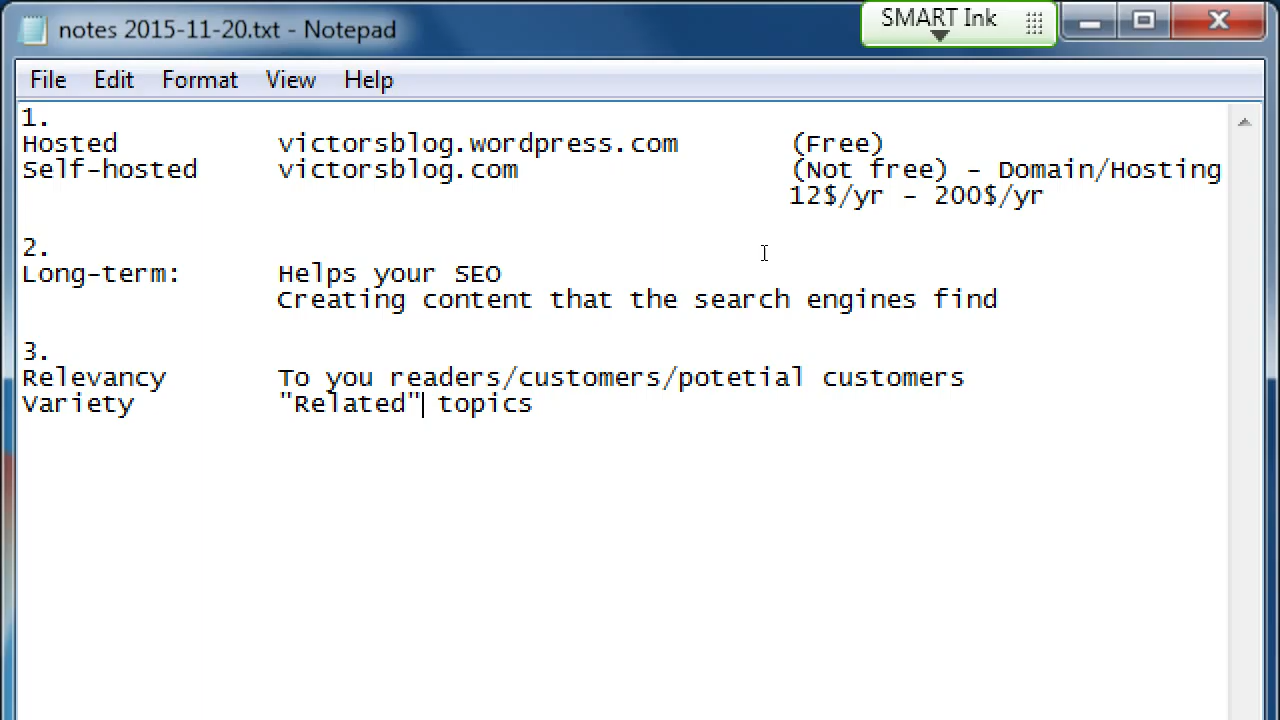 notes 2015-11-20.txt - Notepad
SMART Ink
File Edit Format View Help
1.
Hosted victorsblog.wordpress.com (Free)
Self-hosted victorsblog.com (Not free) - Domain/Hosting
12$/yr - 200$/yr
2.
Long-term: Helps your SEO
Creating content that the search engines find
3.
Relevancy To you readers/customers/potetial customers
Variety "Related" topics